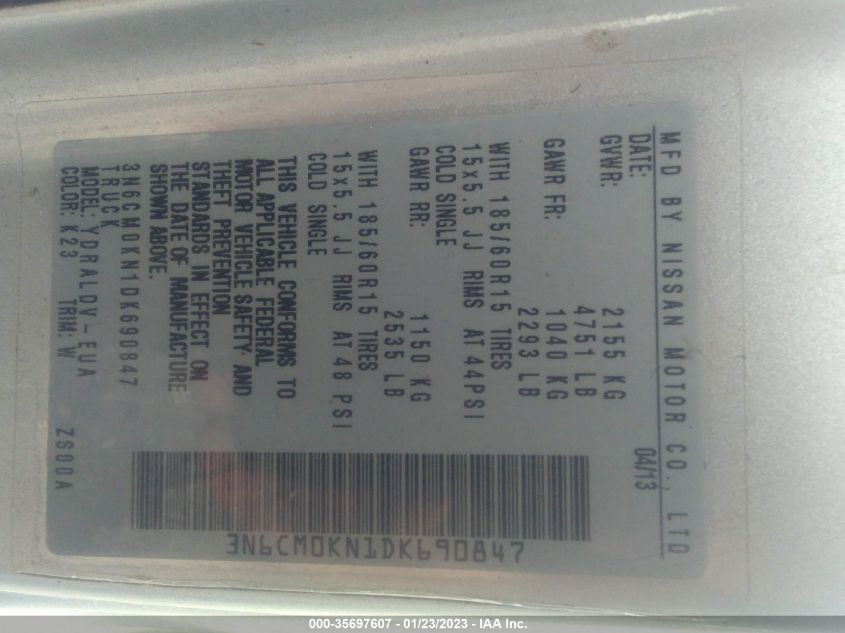 MFD BY NISSAN MOTOR CO., LTD
DATE: 04/13
GVWR: 2155 KG
4751 LB
GAWR FR: 1040 KG
2293 LB
WITH 185/60R15 TIRES
15x5.5 JJ RIMS AT 44PSI
COLD SINGLE
GAWR RR: 1150 KG
2535 LB
WITH 185/60R15 TIRES
15x5.5 JJ RIMS AT 48 PSI
COLD SINGLE
THIS VEHICLE CONFORMS TO
ALL APPLICABLE FEDERAL
MOTOR VEHICLE SAFETY AND
THEFT PREVENTION
STANDARDS IN EFFECT ON
THE DATE OF MANUFACTURE
SHOWN ABOVE.
3N6CM0KN1DK690847
TRUCK
MODEL: YDRALDV-EUA
COLOR: K23 TRIM: W ZS00A
3N6CM0KN1DK690847
000-35697607 - 01/23/2023 - IAA Inc.